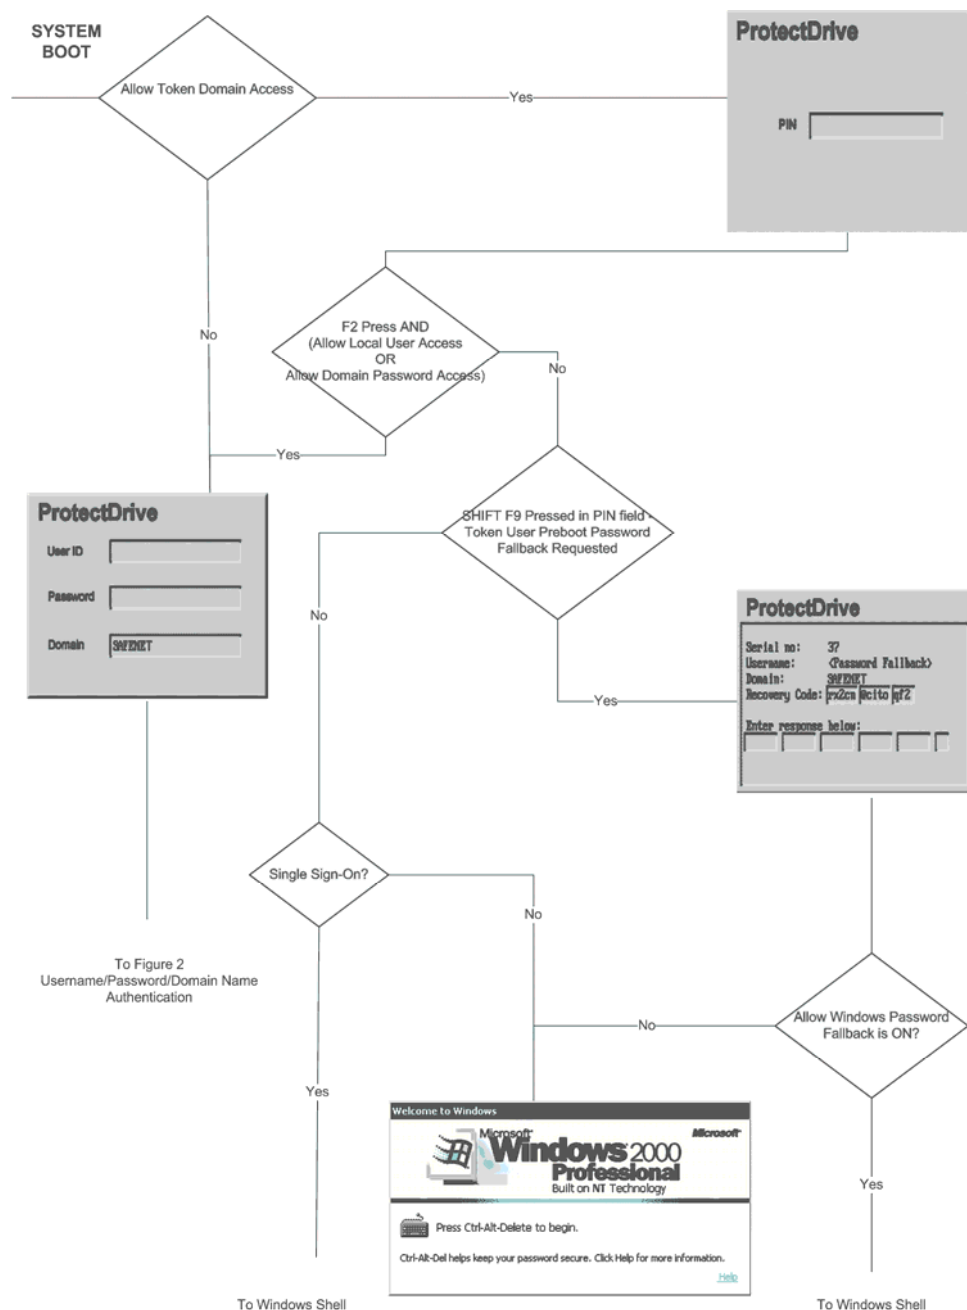 SYSTEM
BOOT
Allow Token Domain Access
Yes
ProtectDrive
PIN
No
F2 Press AND
(Allow Local User Access
OR
Allow Domain Password Access)
No
Yes
ProtectDrive
User ID
Password
Domain
SAFENET
SHIFT F9 Pressed in PIN field -
Token User Preboot Password
Fallback Requested
No
Yes
ProtectDrive
Serial no: 37
Username: <Password Fallback>
Domain: SAFENET
Recovery Code: rx2cn @cito qf2
Enter response below:
Single Sign-On?
No
To Figure 2
Username/Password/Domain Name
Authentication
Allow Windows Password
Fallback is ON?
No
Yes
Welcome to Windows
Microsoft
Microsoft
Windows 2000
Professional
Built on NT Technology
Yes
Press Ctrl-Alt-Delete to begin.
Ctrl-Alt-Del helps keep your password secure. Click Help for more information.
Help
To Windows Shell
To Windows Shell